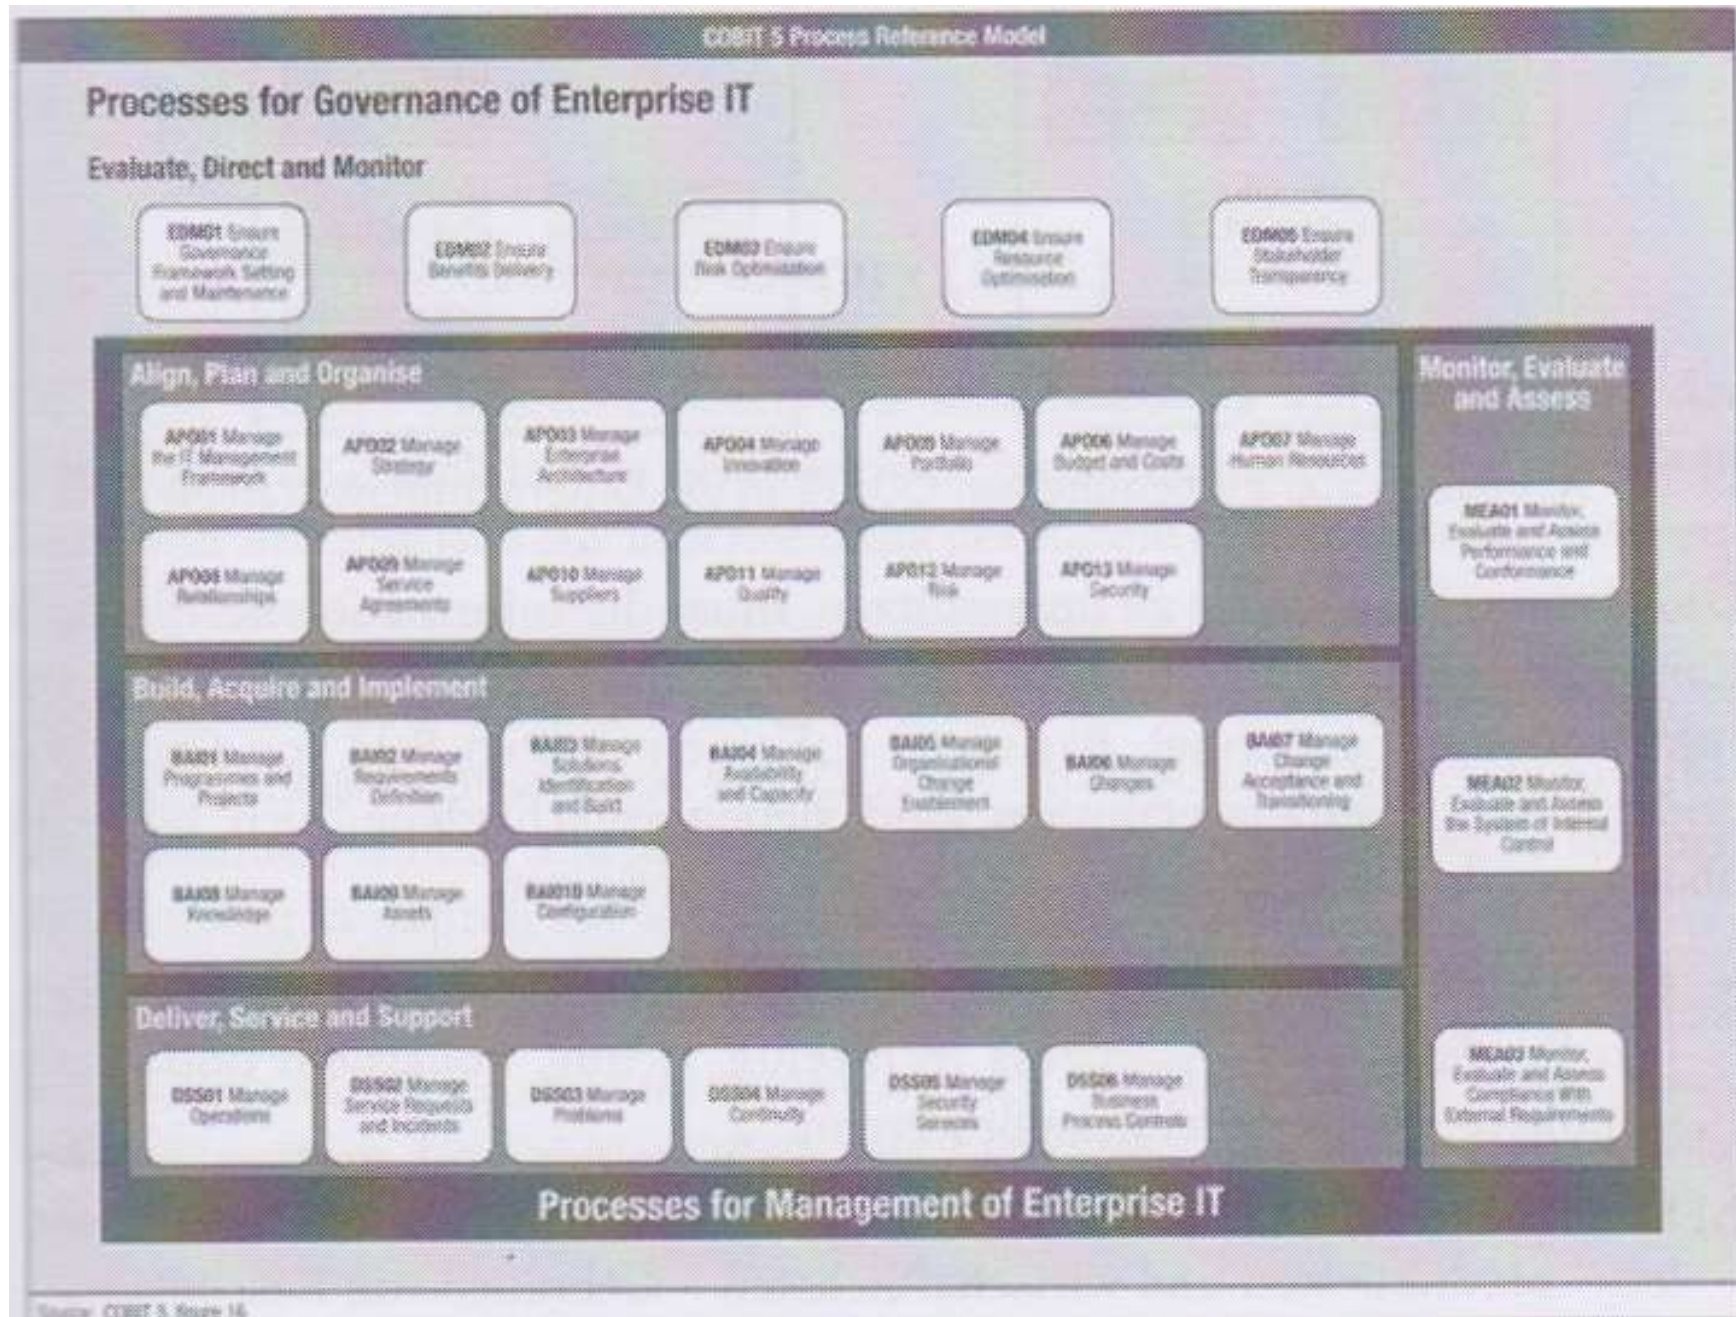 COBIT 5 Process Reference Model
Processes for Governance of Enterprise IT
Evaluate, Direct and Monitor
EDM01 Ensure
Governance
Framework Setting
and Maintenance
EDM02 Ensure
Benefits Delivery
EDM03 Ensure
Risk Optimisation
EDM04 Ensure
Resource
Optimisation
EDM05 Ensure
Stakeholder
Transparency
Align, Plan and Organise
APO01 Manage
the IT Management
Framework
APO02 Manage
Strategy
APO03 Manage
Enterprise
Architecture
APO04 Manage
Innovation
APO05 Manage
Portfolio
APO06 Manage
Budget and Costs
APO07 Manage
Human Resources
APO08 Manage
Relationships
APO09 Manage
Service
Agreements
APO10 Manage
Suppliers
APO11 Manage
Quality
APO12 Manage
Risk
APO13 Manage
Security
Build, Acquire and Implement
BAI01 Manage
Programmes and
Projects
BAI02 Manage
Requirements
Definition
BAI03 Manage
Solutions
Identification
and Build
BAI04 Manage
Availability
and Capacity
BAI05 Manage
Organisational
Change
Enablement
BAI06 Manage
Changes
BAI07 Manage
Change
Acceptance and
Transitioning
BAI08 Manage
Knowledge
BAI09 Manage
Assets
BAI010 Manage
Configuration
Deliver, Service and Support
DSS01 Manage
Operations
DSS02 Manage
Service Requests
and Incidents
DSS03 Manage
Problems
DSS04 Manage
Continuity
DSS05 Manage
Security
Services
DSS06 Manage
Business
Process Controls
Monitor, Evaluate
and Assess
MEA01 Monitor,
Evaluate and Assess
Performance and
Conformance
MEA02 Monitor,
Evaluate and Assess
the System of Internal
Control
MEA03 Monitor,
Evaluate and Assess
Compliance With
External Requirements
Processes for Management of Enterprise IT
Source: COBIT 5, figure 16